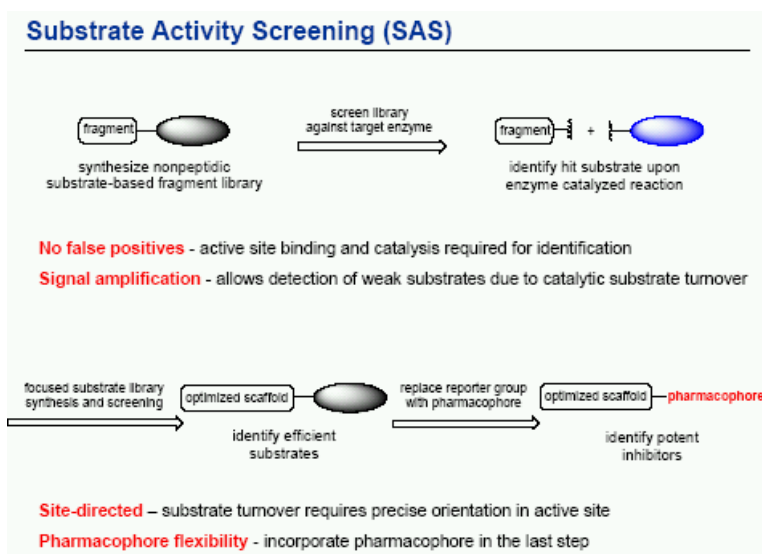 Substrate Activity Screening (SAS)
fragment
screen library
against target enzyme
fragment
+
synthesize nonpeptidic
substrate-based fragment library
identify hit substrate upon
enzyme catalyzed reaction
No false positives - active site binding and catalysis required for identification
Signal amplification - allows detection of weak substrates due to catalytic substrate turnover
focused substrate library
synthesis and screening
optimized scaffold
identify efficient
substrates
replace reporter group
with pharmacophore
optimized scaffold
pharmacophore
identify potent
inhibitors
Site-directed – substrate turnover requires precise orientation in active site
Pharmacophore flexibility - incorporate pharmacophore in the last step